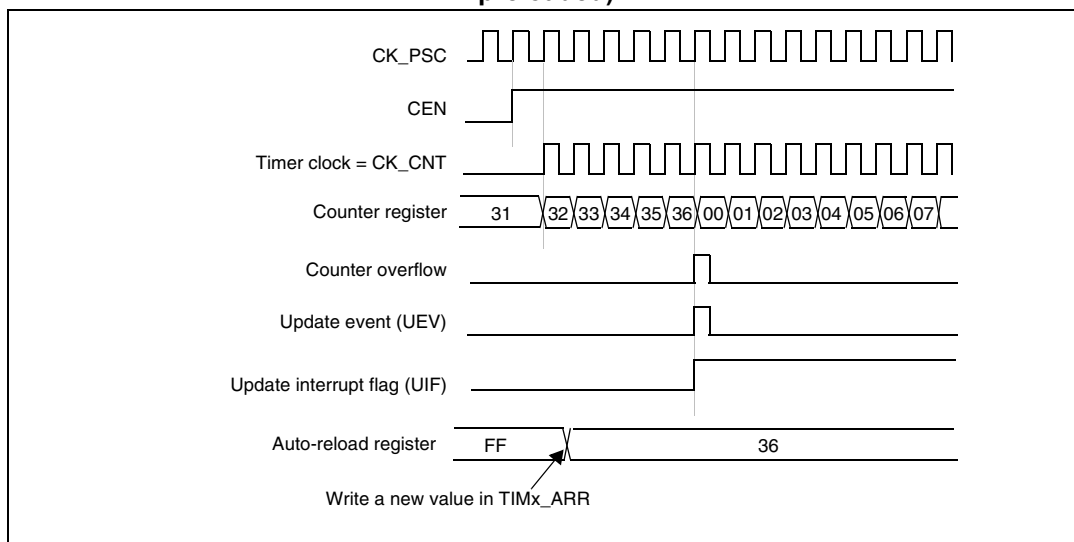 preloaded)
CK_PSC
CEN
Timer clock = CK_CNT
Counter register 31 32 33 34 35 36 00 01 02 03 04 05 06 07
Counter overflow
Update event (UEV)
Update interrupt flag (UIF)
Auto-reload register FF 36
Write a new value in TIMx_ARR